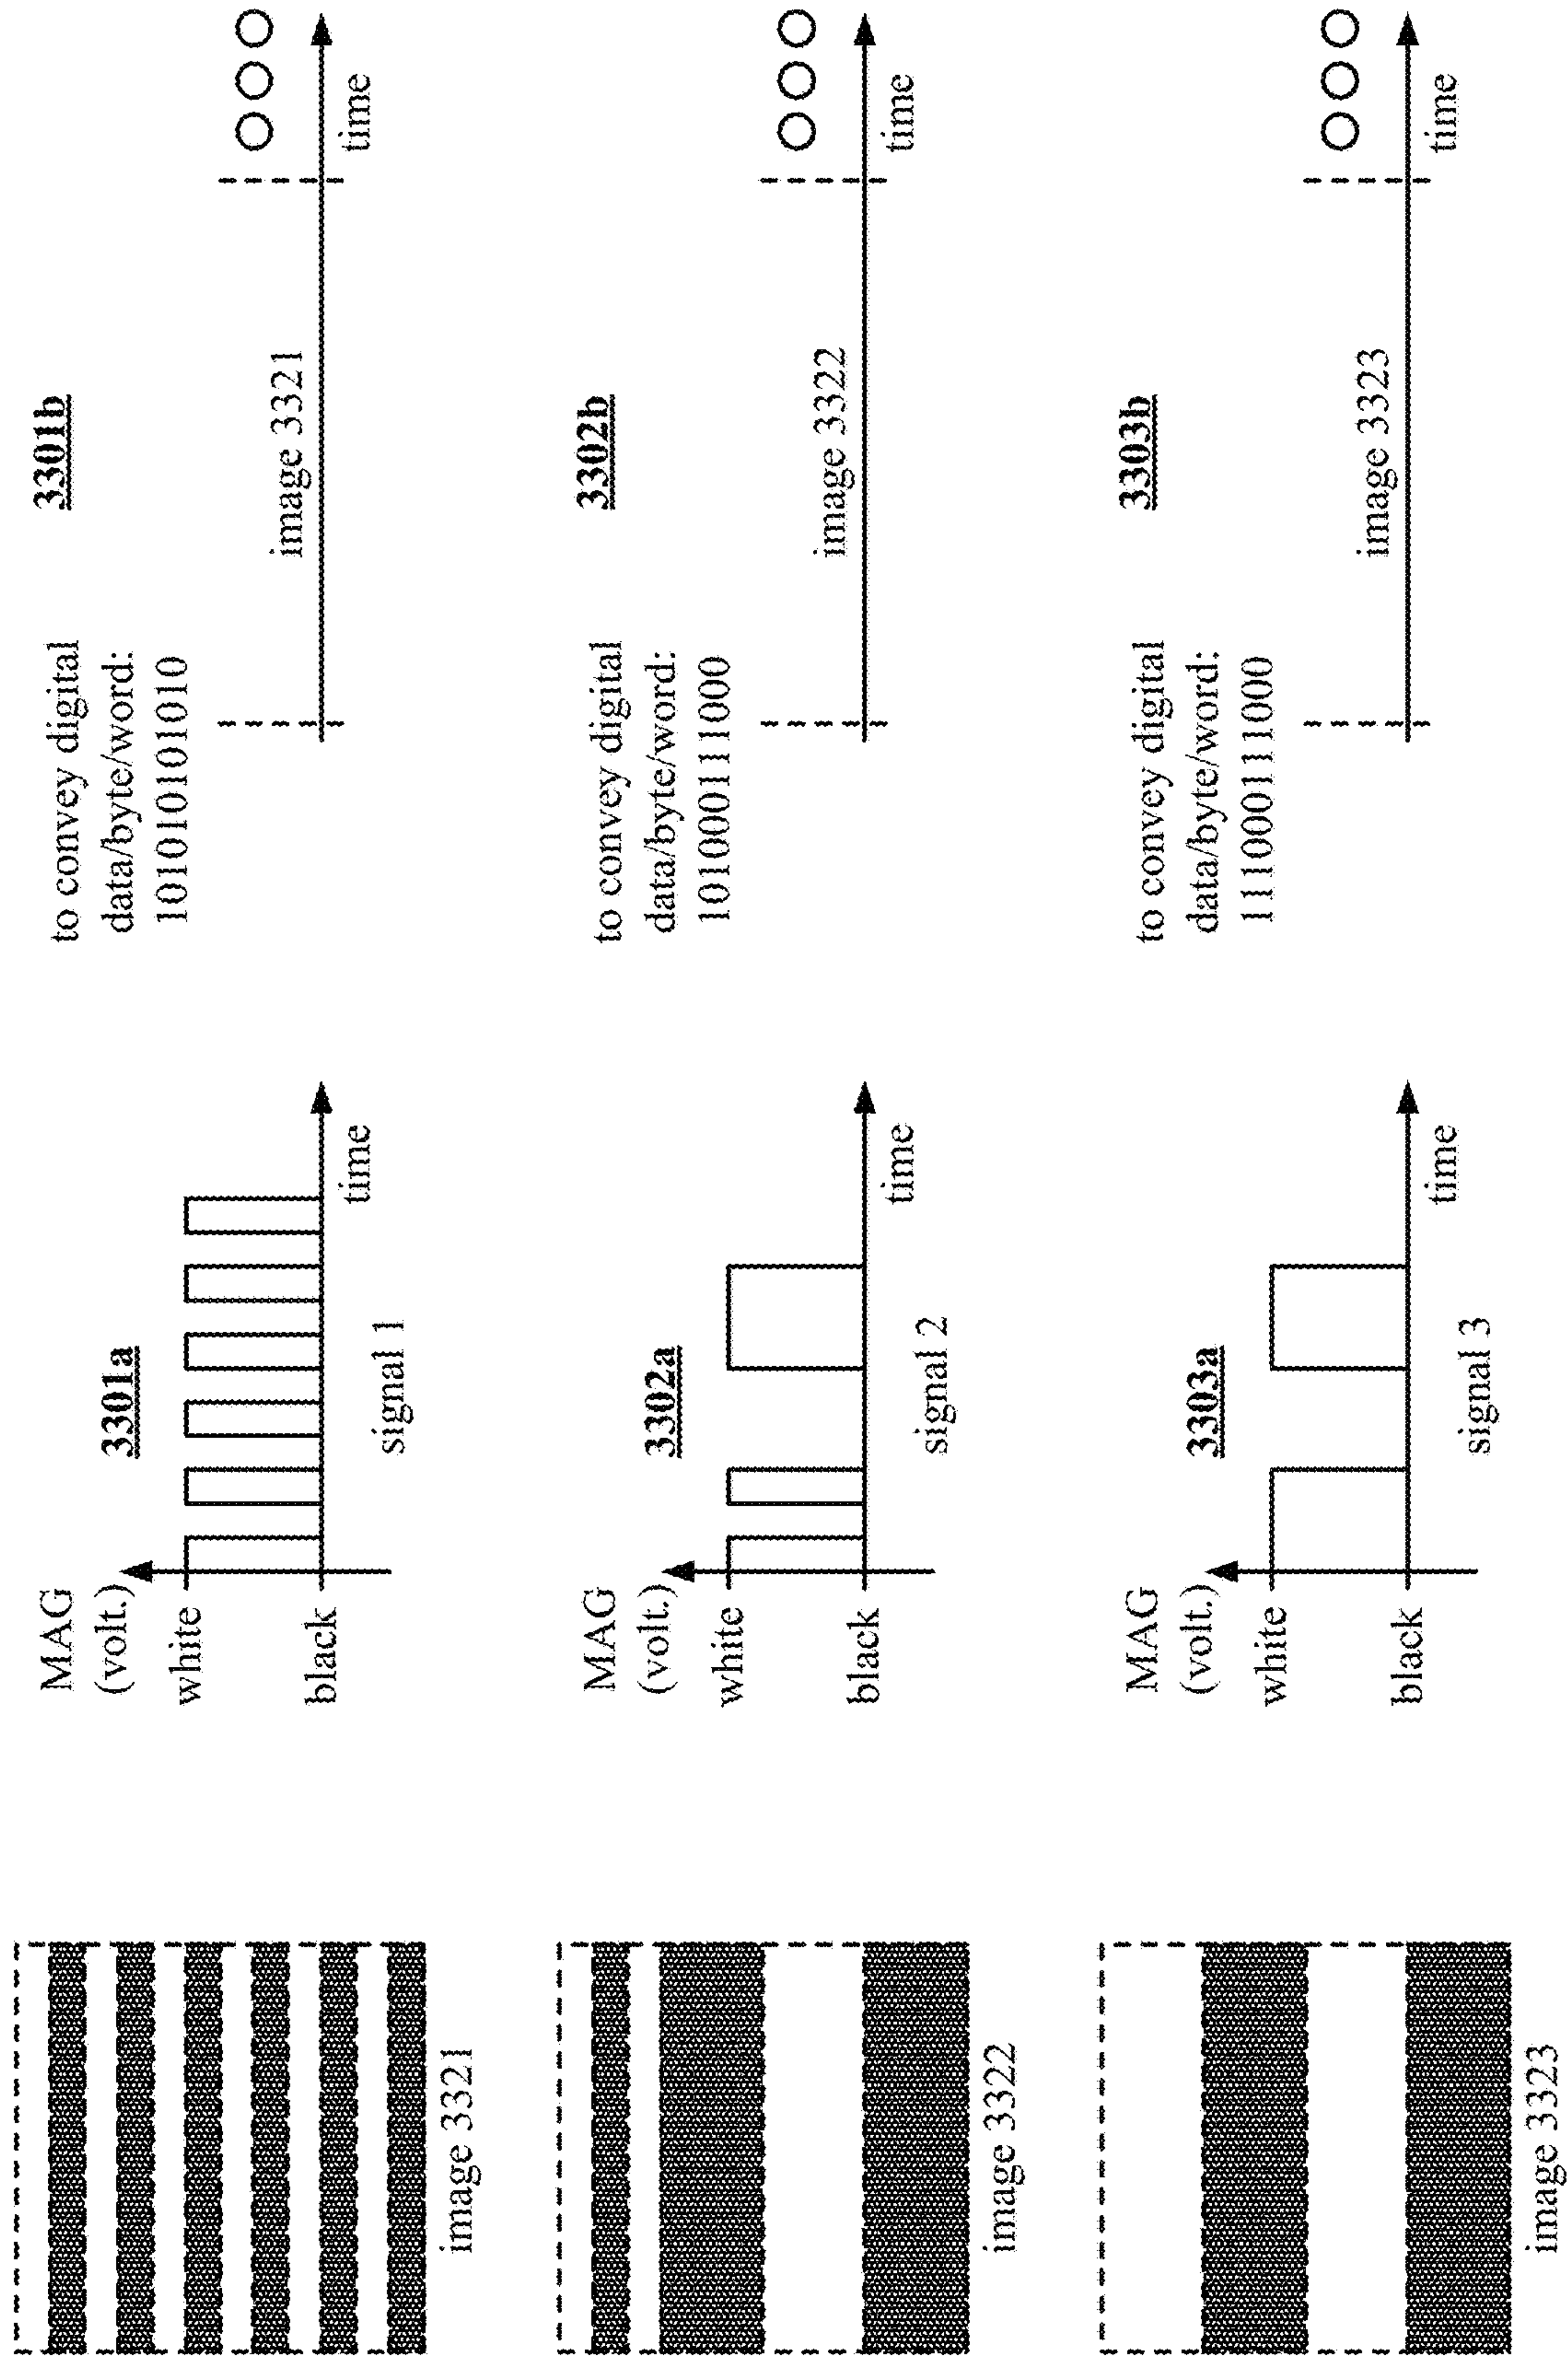 image 3321
MAG
(volt.)
white
black
3301a
signal 1
time
to convey digital
data/byte/word:
101010101010
3301b
image 3321
time
image 3322
MAG
(volt.)
white
black
3302a
signal 2
time
to convey digital
data/byte/word:
101000111000
3302b
image 3322
time
image 3323
MAG
(volt.)
white
black
3303a
signal 3
time
to convey digital
data/byte/word:
111000111000
3303b
image 3323
time